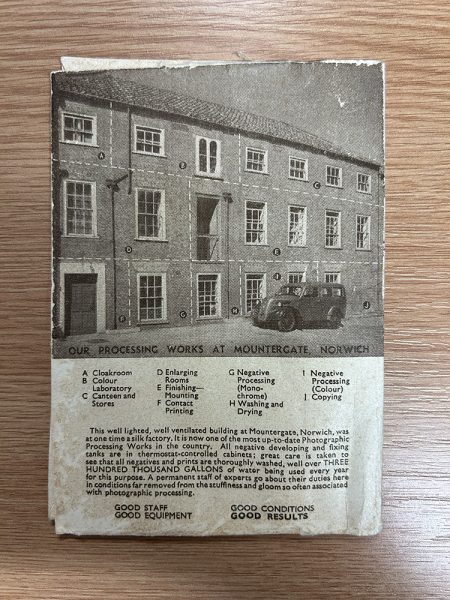 A
B
C
D
E
F
G
H
J
OUR PROCESSING WORKS AT MOUNTERGATE, NORWICH
A Cloakroom
B Colour
Laboratory
C Canteen and
Stores
D Enlarging
Rooms
E Finishing—
Mounting
F Contact
Printing
G Negative
Processing
(Mono-
chrome)
H Washing and
Drying
I Negative
Processing
(Colour)
J Copying
This well lighted, well ventilated building at Mountergate, Norwich, was
at one time a silk factory. It is now one of the most up-to-date Photographic
Processing Works in the country. All negative developing and fixing
tanks are in thermostat-controlled cabinets; great care is taken to
see that all negatives and prints are thoroughly washed, well over THREE
HUNDRED THOUSAND GALLONS of water being used every year
for this purpose. A permanent staff of experts go about their duties here
in conditions far removed from the stuffiness and gloom so often associated
with photographic processing.
GOOD STAFF
GOOD EQUIPMENT
GOOD CONDITIONS
GOOD RESULTS